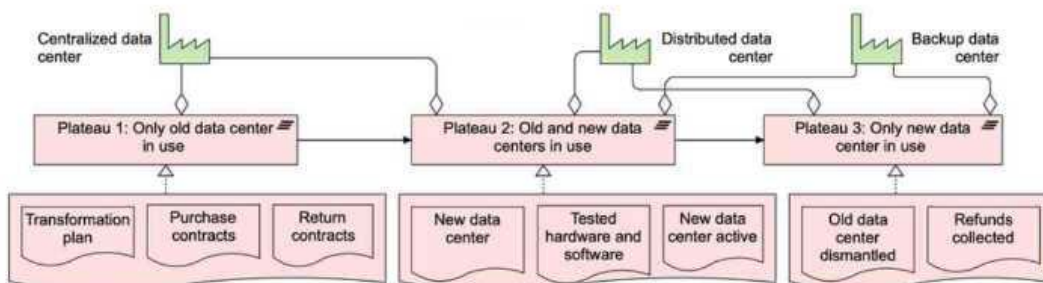 Centralized data
center
Distributed data
center
Backup data
center
Plateau 1: Only old data center
in use
Plateau 2: Old and new data
centers in use
Plateau 3: Only new data
center in use
Transformation
plan
Purchase
contracts
Return
contracts
New data
center
Tested
hardware and
software
New data
center active
Old data
center
dismantled
Refunds
collected